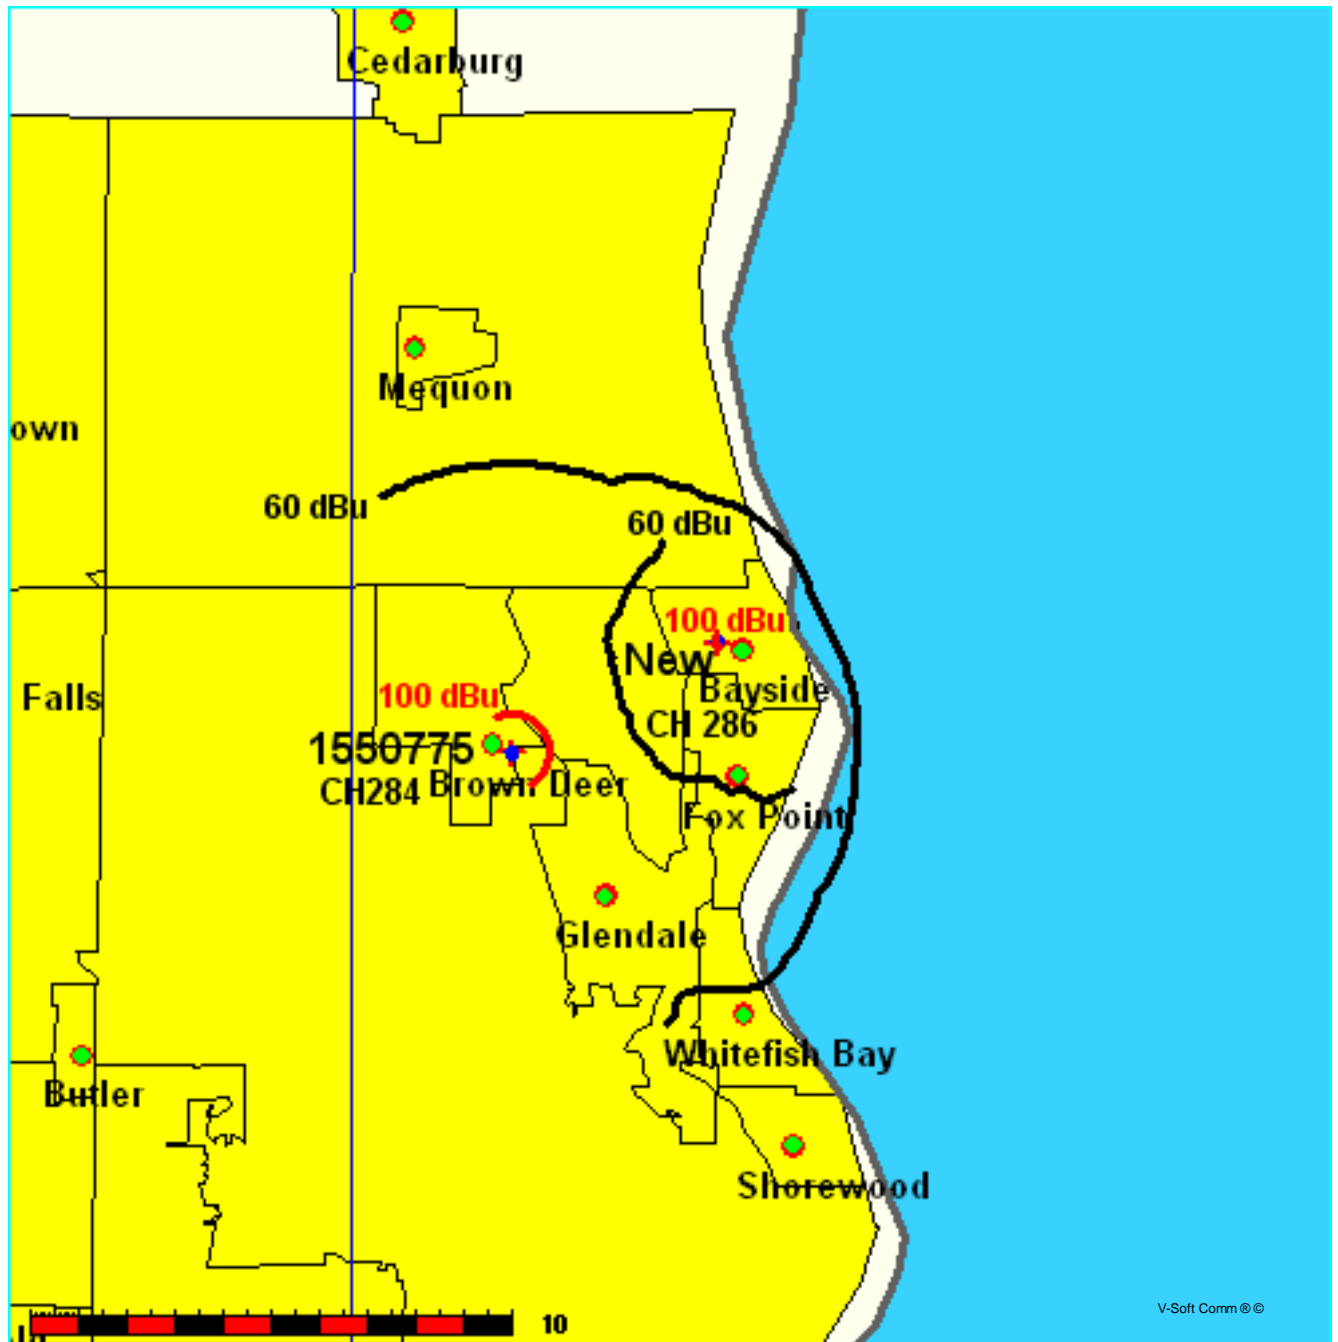 Cedarburg
Mequon
own
60 dBu
60 dBu
100 dBu
New
Bayside
Falls
100 dBu
CH 286
1550775
CH284
Brown Deer
Fox Point
Glendale
Whitefish Bay
Butler
Shorewood
10
V-Soft Comm ® ©